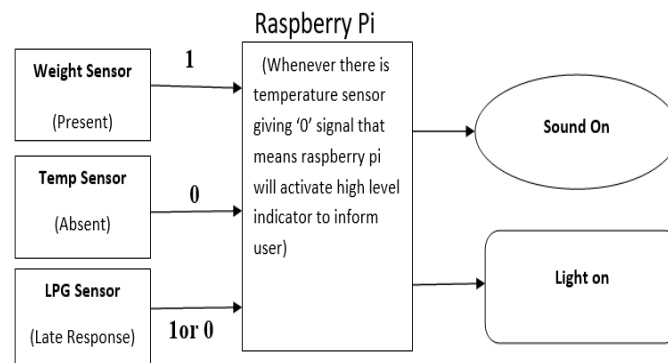 Raspberry Pi
Weight Sensor
(Present)
1
Temp Sensor
(Absent)
0
LPG Sensor
(Late Response)
1or 0
(Whenever there is
temperature sensor
giving ‘0’ signal that
means raspberry pi
will activate high level
indicator to inform
user)
Sound On
Light on